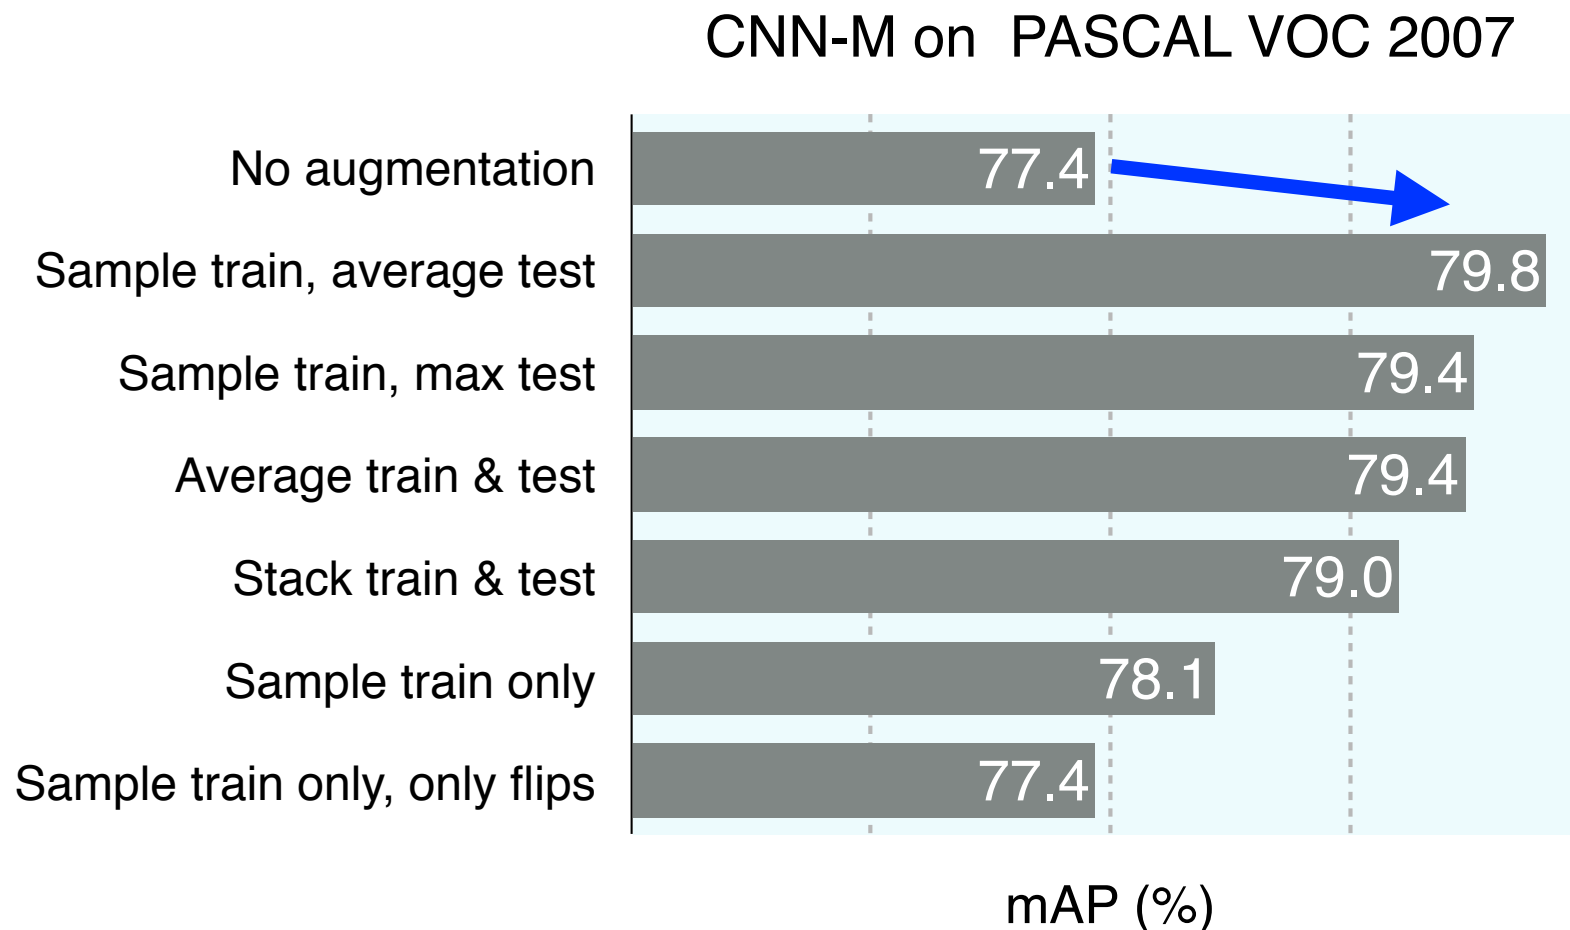 CNN-M on PASCAL VOC 2007
No augmentation 77.4
Sample train, average test 79.8
Sample train, max test 79.4
Average train & test 79.4
Stack train & test 79.0
Sample train only 78.1
Sample train only, only flips 77.4
mAP (%)